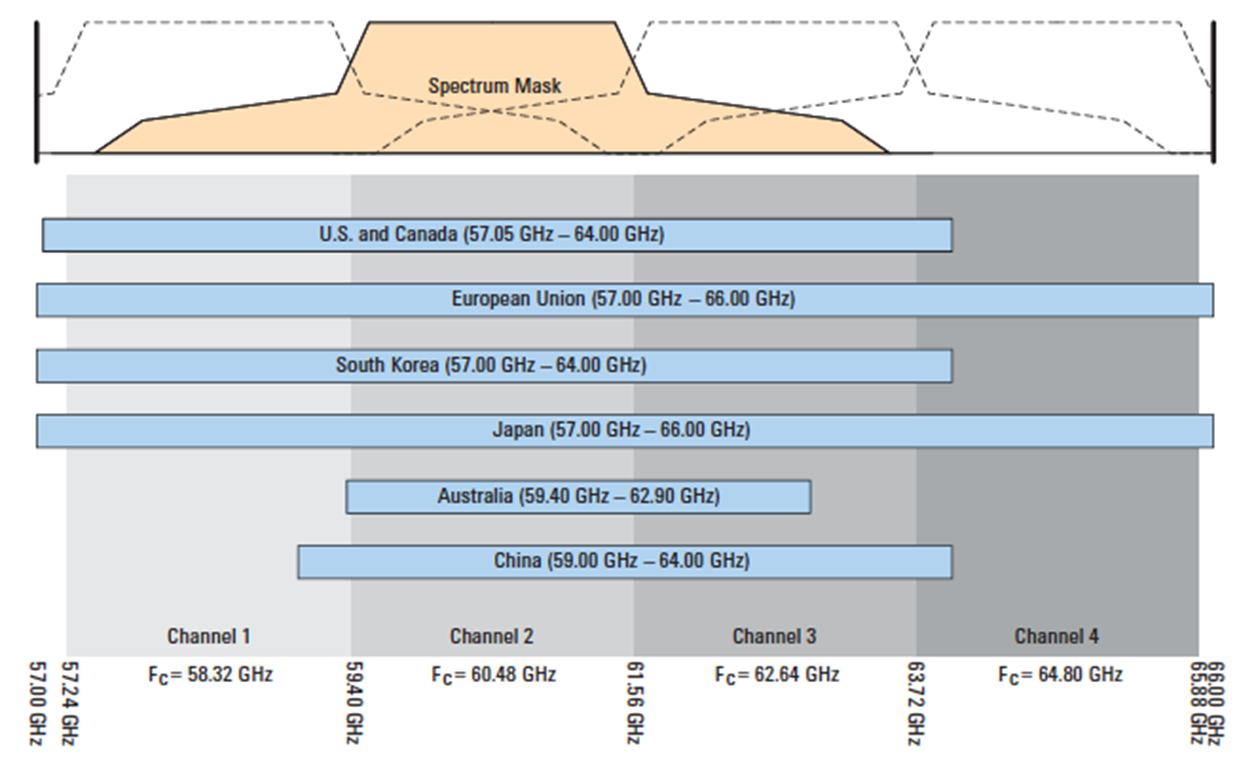 Spectrum Mask
U.S. and Canada (57.05 GHz – 64.00 GHz)
European Union (57.00 GHz – 66.00 GHz)
South Korea (57.00 GHz – 64.00 GHz)
Japan (57.00 GHz – 66.00 GHz)
Australia (59.40 GHz – 62.90 GHz)
China (59.00 GHz – 64.00 GHz)
Channel 1
Channel 2
Channel 3
Channel 4
FC= 58.32 GHz
FC= 60.48 GHz
FC= 62.64 GHz
FC= 64.80 GHz
57.00 GHz
57.24 GHz
59.40 GHz
61.56 GHz
63.72 GHz
65.88 GHz
66.00 GHz